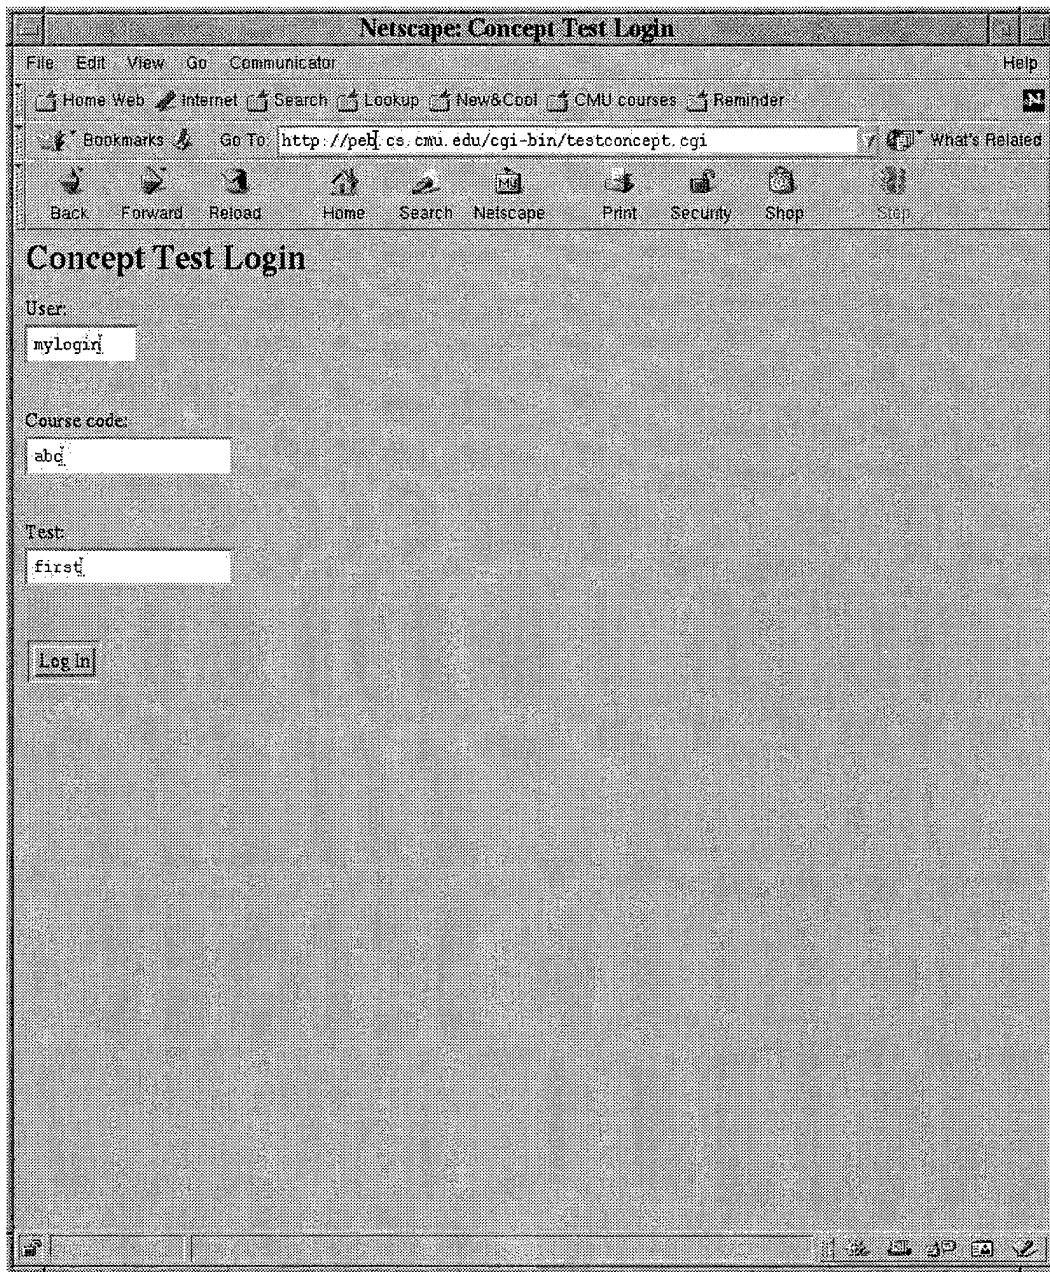 Netscape: Concept Test Login
File Edit View Go Communicator Help
Home Web Internet Search Lookup New&Cool CMU courses Reminder
Bookmarks Go To: http://peh.cs.cmu.edu/cgi-bin/testconcept.cgi What's Related
Back Forward Reload Home Search Netscape Print Security Shop Stop
Concept Test Login
User:
mylogin
Course code:
abc
Test:
first
Log in